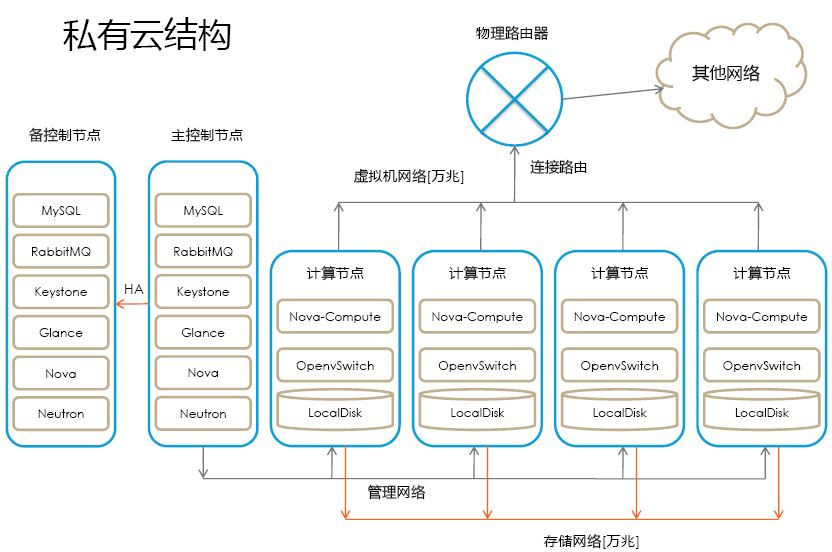 私有云结构
物理路由器
其他网络
备控制节点
主控制节点
虚拟机网络[万兆]
连接路由
MySQL
RabbitMQ
Keystone
Glance
Nova
Neutron
HA
MySQL
RabbitMQ
Keystone
Glance
Nova
Neutron
计算节点
Nova-Compute
OpenvSwitch
LocalDisk
计算节点
Nova-Compute
OpenvSwitch
LocalDisk
计算节点
Nova-Compute
OpenvSwitch
LocalDisk
计算节点
Nova-Compute
OpenvSwitch
LocalDisk
管理网络
存储网络[万兆]